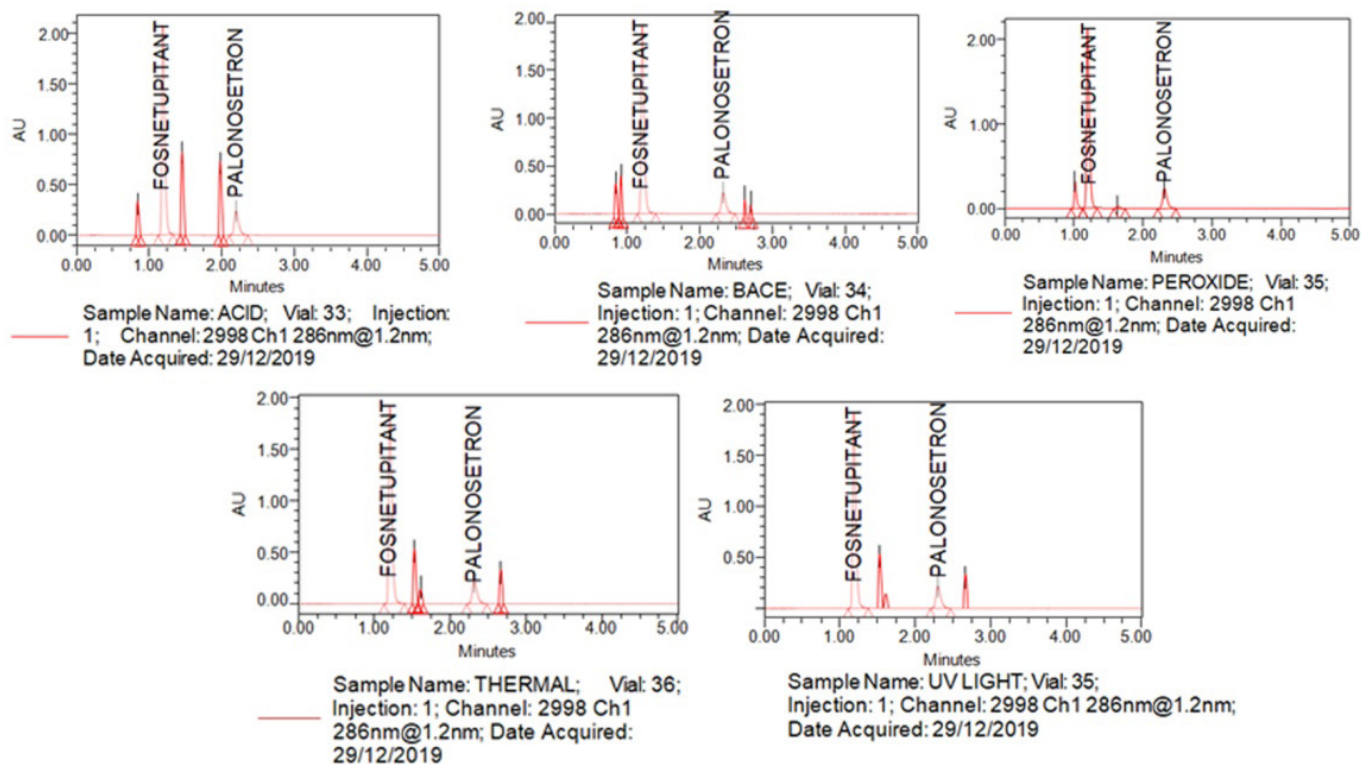 2.00
1.50
1.00
0.50
0.00
AU
FOSNETUPITANT
PALONOSETRON
0.00 1.00 2.00 3.00 4.00 5.00
Minutes
Sample Name: ACID; Vial: 33; Injection:
1; Channel: 2998 Ch1 286nm@1.2nm;
Date Acquired: 29/12/2019
2.00
1.50
1.00
0.50
0.00
AU
FOSNETUPITANT
PALONOSETRON
0.00 1.00 2.00 3.00 4.00 5.00
Minutes
Sample Name: BACE; Vial: 34;
Injection: 1; Channel: 2998 Ch1
286nm@1.2nm; Date Acquired:
29/12/2019
2.00
1.00
0.00
AU
FOSNETUPITANT
PALONOSETRON
0.00 1.00 2.00 3.00 4.00 5.00
Minutes
Sample Name: PEROXIDE; Vial: 35;
Injection: 1; Channel: 2998 Ch1
286nm@1.2nm; Date Acquired:
29/12/2019
2.00
1.50
1.00
0.50
0.00
AU
FOSNETUPITANT
PALONOSETRON
0.00 1.00 2.00 3.00 4.00 5.00
Minutes
Sample Name: THERMAL; Vial: 36;
Injection: 1; Channel: 2998 Ch1
286nm@1.2nm; Date Acquired:
29/12/2019
2.00
1.50
1.00
0.50
AU
FOSNETUPITANT
PALONOSETRON
0.00 1.00 2.00 3.00 4.00 5.00
Minutes
Sample Name: UV LIGHT; Vial: 35;
Injection: 1; Channel: 2998 Ch1 286nm@1.2nm;
Date Acquired: 29/12/2019